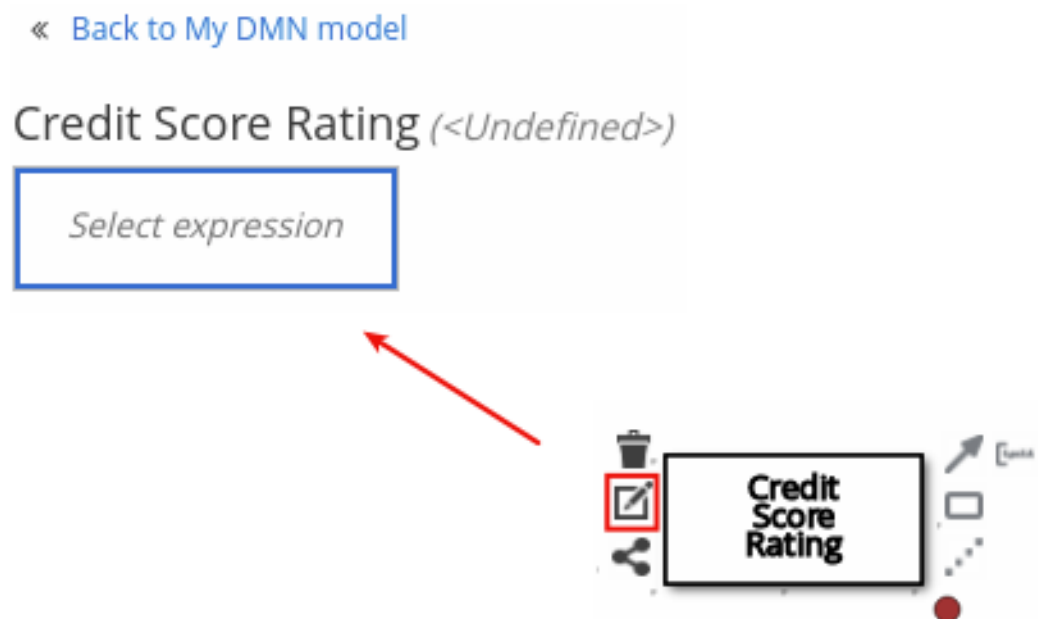 « Back to My DMN model
Credit Score Rating (<Undefined>)
Select expression
Credit
Score
Rating